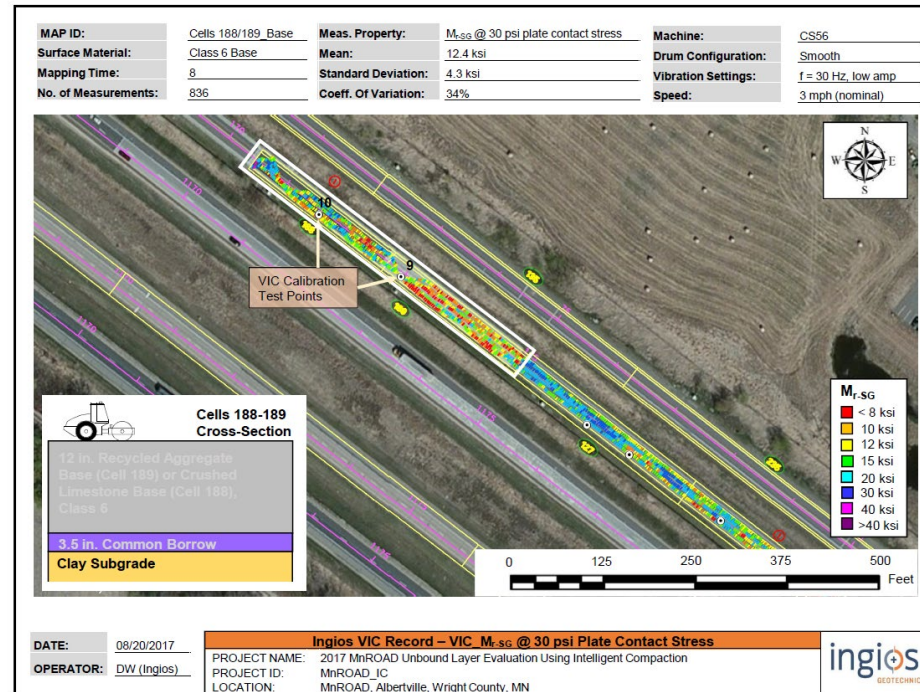 MAP ID: Cells 188/189_Base Meas. Property: Mr-SG @ 30 psi plate contact stress Machine: CS56
Surface Material: Class 6 Base Mean: 12.4 ksi Drum Configuration: Smooth
Mapping Time: 8 Standard Deviation: 4.3 ksi Vibration Settings: f = 30 Hz, low amp
No. of Measurements: 836 Coeff. Of Variation: 34% Speed: 3 mph (nominal)
N
W E
S
10
188
9
VIC Calibration
Test Points
189
127
1170
1165
Mr-SG
< 8 ksi
10 ksi
12 ksi
15 ksi
20 ksi
30 ksi
40 ksi
>40 ksi
Cells 188-189
Cross-Section
12 in. Recycled Aggregate
Base (Cell 188) or Crushed
Limestone Base (Cell 188),
Class 6
3.5 in. Common Borrow
Clay Subgrade
0 125 250 375 500
Feet
DATE: 08/20/2017
OPERATOR: DW (Ingios)
Ingios VIC Record – VIC_Mr-SG @ 30 psi Plate Contact Stress
PROJECT NAME: 2017 MnROAD Unbound Layer Evaluation Using Intelligent Compaction
PROJECT ID: MnROAD_IC
LOCATION: MnROAD, Albertville, Wright County, MN
ingios
GEOTECHNIC